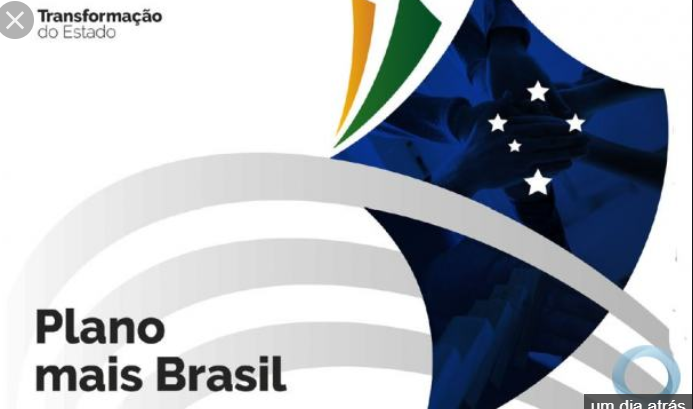 Transformação
do Estado
Plano
mais Brasil
um dia atrás